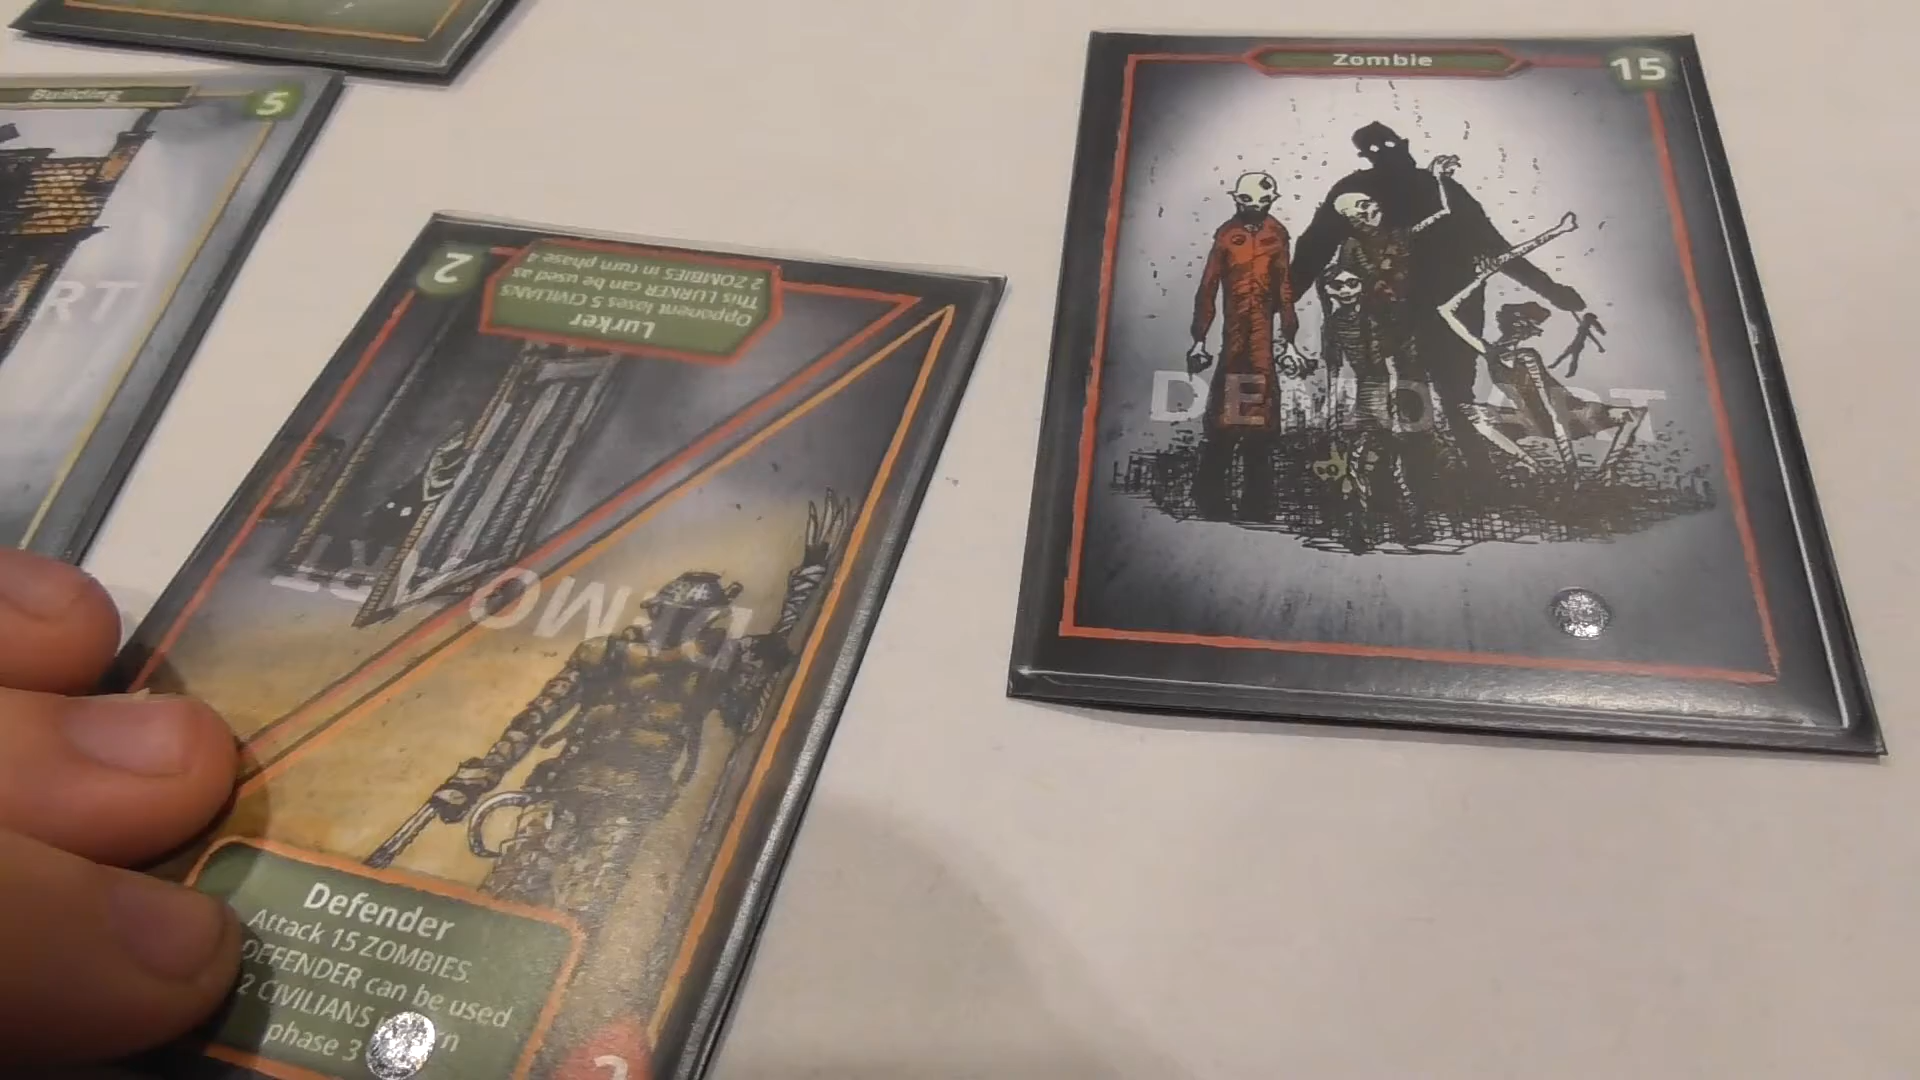 Building
5
Zombie
15
DEMO ART
2
Lurker
Opponent loses 5 CIVILIANS
This LURKER can be used as
2 ZOMBIES in turn phase 4
DEMO ART
Defender
Attack 15 ZOMBIES.
DEFENDER can be used
2 CIVILIANS
phase 3